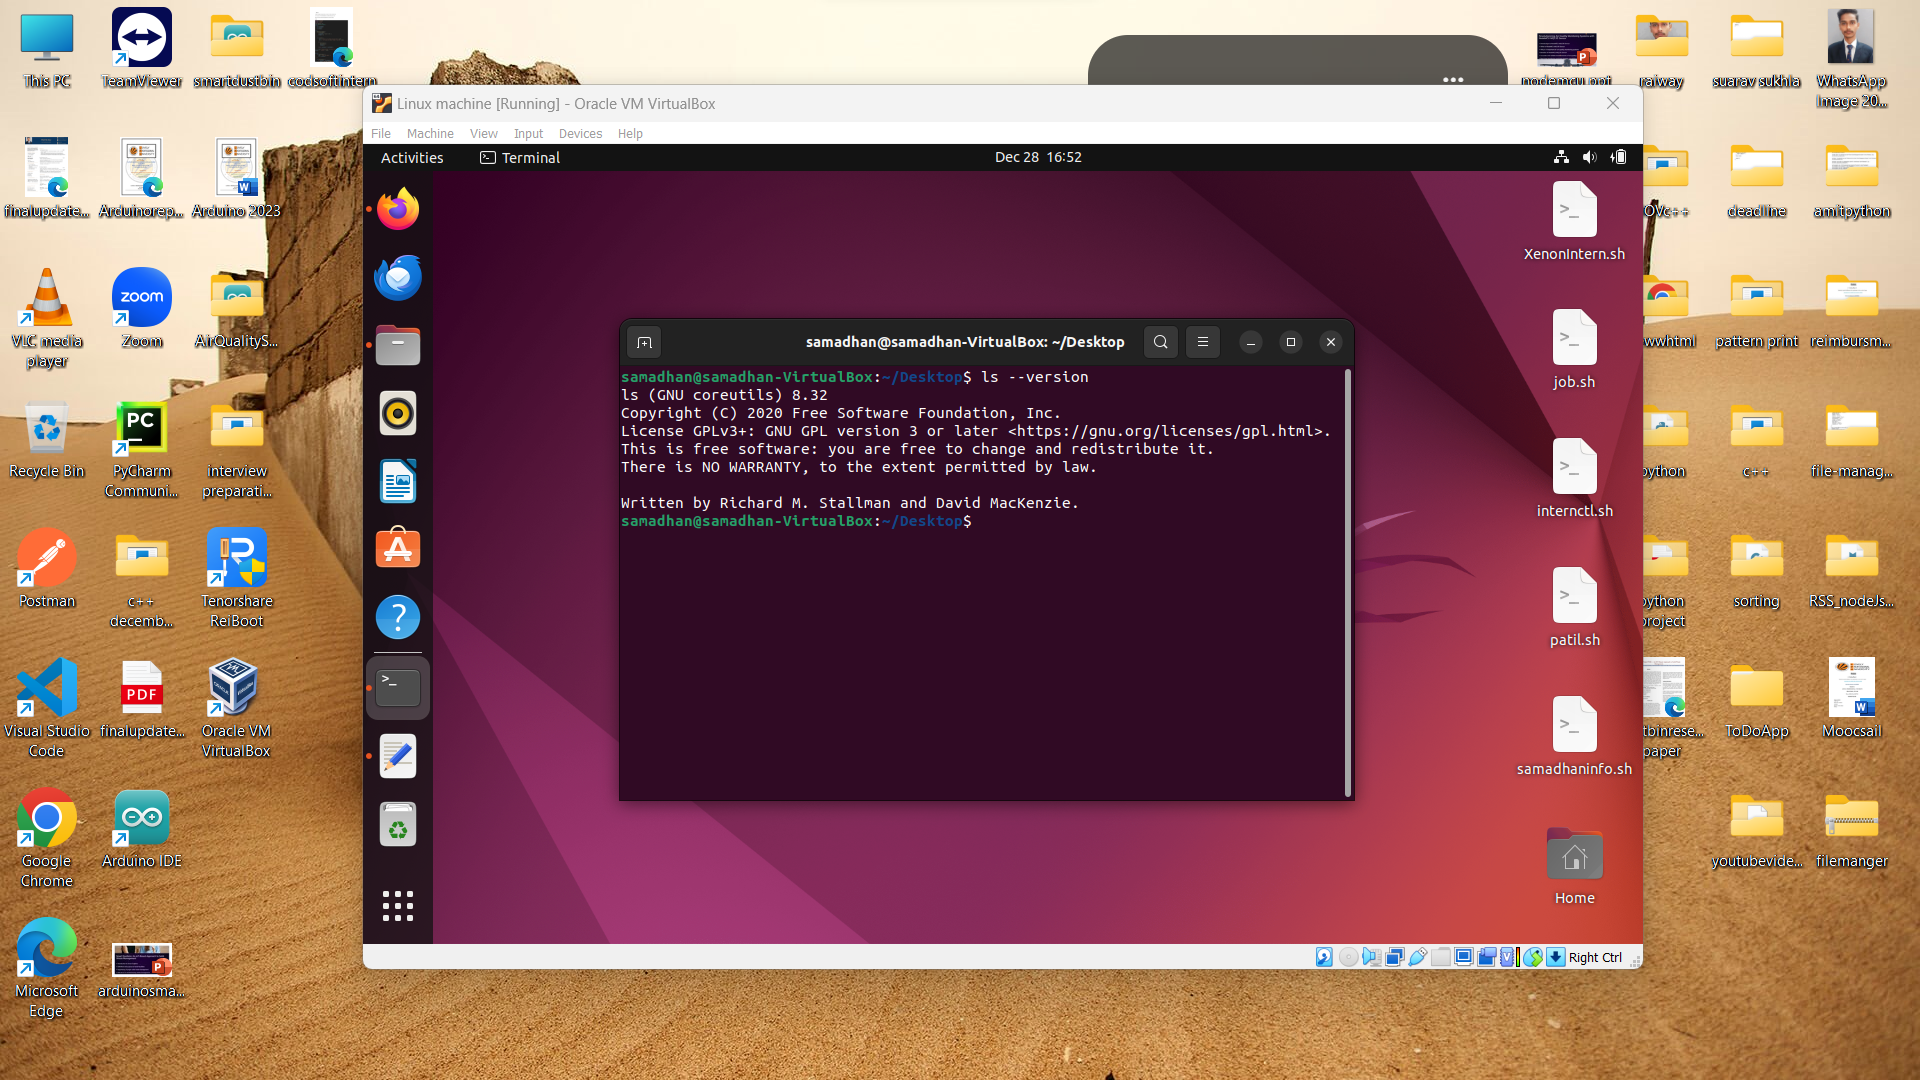 This PC
TeamViewer
smartdustbin
codsoftintern
nodemcu ppt
raiway
suarav sukhia
WhatsApp
Image 20...
Linux machine [Running] - Oracle VM VirtualBox
File Machine View Input Devices Help
Activities
Terminal
Dec 28 16:52
finalupdate...
Arduinorep...
Arduino 2023
XenonIntern.sh
OVc++
deadline
amitpython
samadhan@samadhan-VirtualBox: ~/Desktop
samadhan@samadhan-VirtualBox:~/Desktop$ ls --version
ls (GNU coreutils) 8.32
Copyright (C) 2020 Free Software Foundation, Inc.
License GPLv3+: GNU GPL version 3 or later <https://gnu.org/licenses/gpl.html>.
This is free software: you are free to change and redistribute it.
There is NO WARRANTY, to the extent permitted by law.
Written by Richard M. Stallman and David MacKenzie.
samadhan@samadhan-VirtualBox:~/Desktop$
VLC media
player
zoom
Zoom
AirQualityS...
job.sh
wwhtml
pattern print
reimbursm...
Recycle Bin
PC
PyCharm
Communi...
interview
preparati...
internctl.sh
python
c++
file-manag...
Postman
c++
decemb...
Tenorshare
ReiBoot
patil.sh
python
project
sorting
RSS_nodeJs...
Visual Studio
Code
PDF
finalupdate...
Oracle VM
VirtualBox
samadhaninfo.sh
tbinrese...
paper
ToDoApp
Moocsail
Google
Chrome
Arduino IDE
Home
youtubevide...
filemanger
Microsoft
Edge
arduinosma...
Right Ctrl